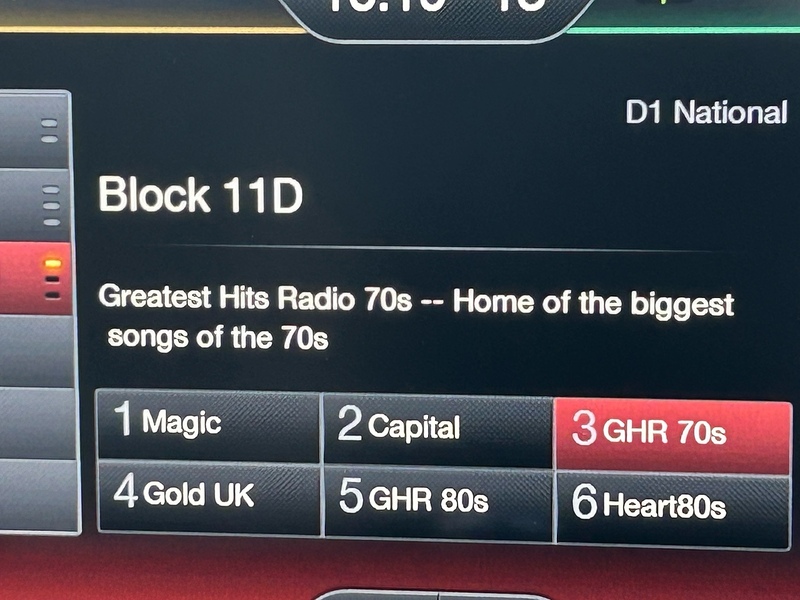 D1 National
Block 11D
Greatest Hits Radio 70s -- Home of the biggest
songs of the 70s
1 Magic 2 Capital 3 GHR 70s
4 Gold UK 5 GHR 80s 6 Heart80s